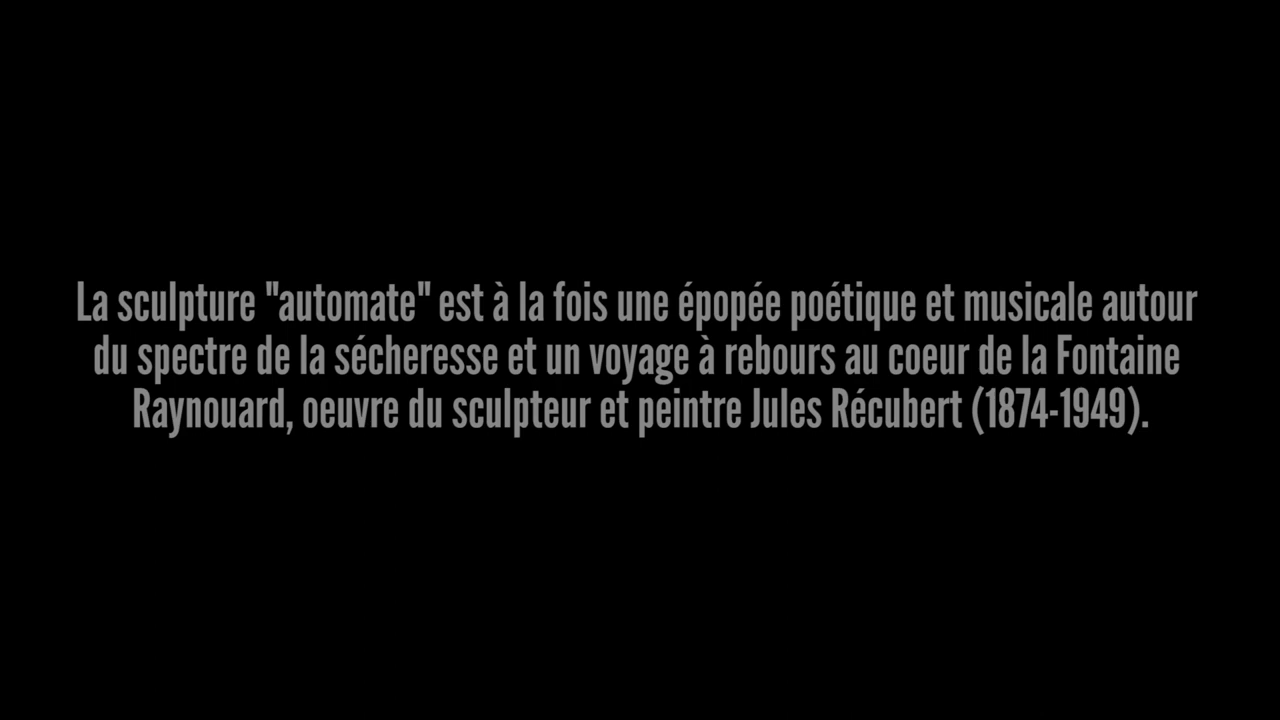 La sculpture "automate" est à la fois une épopée poétique et musicale autour
du spectre de la sécheresse et un voyage à rebours au coeur de la Fontaine
Raynouard, oeuvre du sculpteur et peintre Jules Récubert (1874-1949).